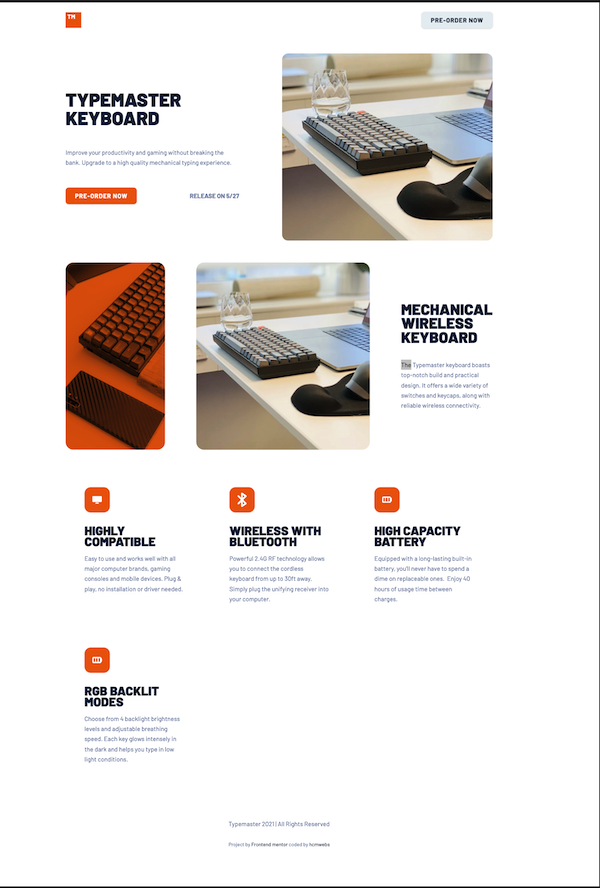 TM
PRE-ORDER NOW
TYPEMASTER
KEYBOARD
Improve your productivity and gaming without breaking the
bank. Upgrade to a high quality mechanical typing experience.
PRE-ORDER NOW
RELEASE ON 5/27
MECHANICAL
WIRELESS
KEYBOARD
The Typemaster keyboard boasts
top-notch build and practical
design. It offers a wide variety of
switches and keycaps, along with
reliable wireless connectivity.
HIGHLY
COMPATIBLE
Easy to use and works well with all
major computer brands, gaming
consoles and mobile devices. Plug &
play, no installation or driver needed.
WIRELESS WITH
BLUETOOTH
Powerful 2.4G RF technology allows
you to connect the cordless
keyboard from up to 30ft away.
Simply plug the unifying receiver into
your computer.
HIGH CAPACITY
BATTERY
Equipped with a long-lasting built-in
battery, you'll never have to spend a
dime on replaceable ones. Enjoy 40
hours of usage time between
charges.
RGB BACKLIT
MODES
Choose from 4 backlight brightness
levels and adjustable breathing
speed. Each key glows intensely in
the dark and helps you type in low
light conditions.
Typemaster 2021 | All Rights Reserved
Project by Frontend mentor coded by